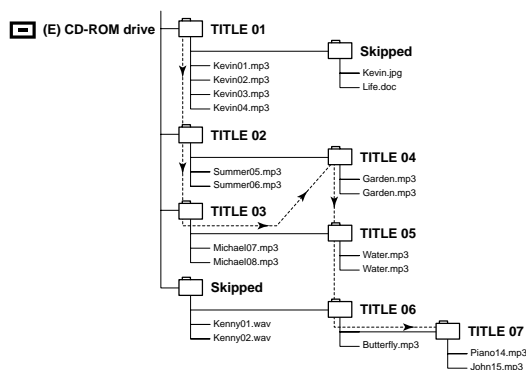 (E) CD-ROM drive
TITLE 01
Skipped
Kevin01.mp3
Kevin02.mp3
Kevin03.mp3
Kevin04.mp3
Kevin.jpg
Life.doc
TITLE 02
TITLE 04
Summer05.mp3
Summer06.mp3
Garden.mp3
Garden.mp3
TITLE 03
TITLE 05
Michael07.mp3
Michael08.mp3
Water.mp3
Water.mp3
Skipped
TITLE 06
Kenny01.wav
Kenny02.wav
Butterfly.mp3
TITLE 07
Piano14.mp3
John15.mp3